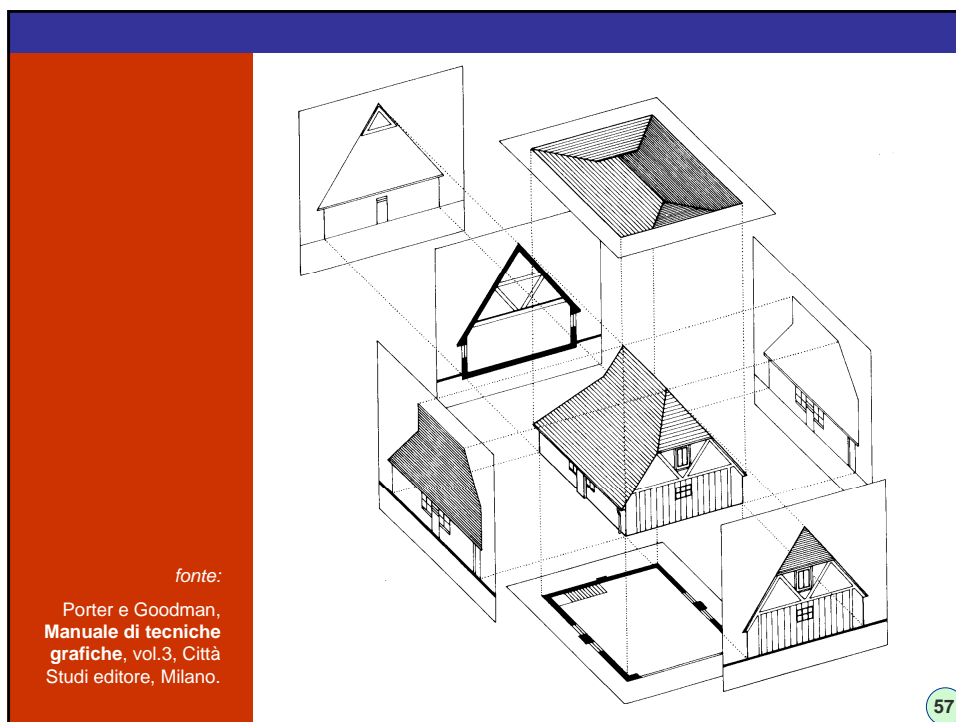 fonte:
Porter e Goodman,
Manuale di tecniche
grafiche, vol.3, Città
Studi editore, Milano.
57